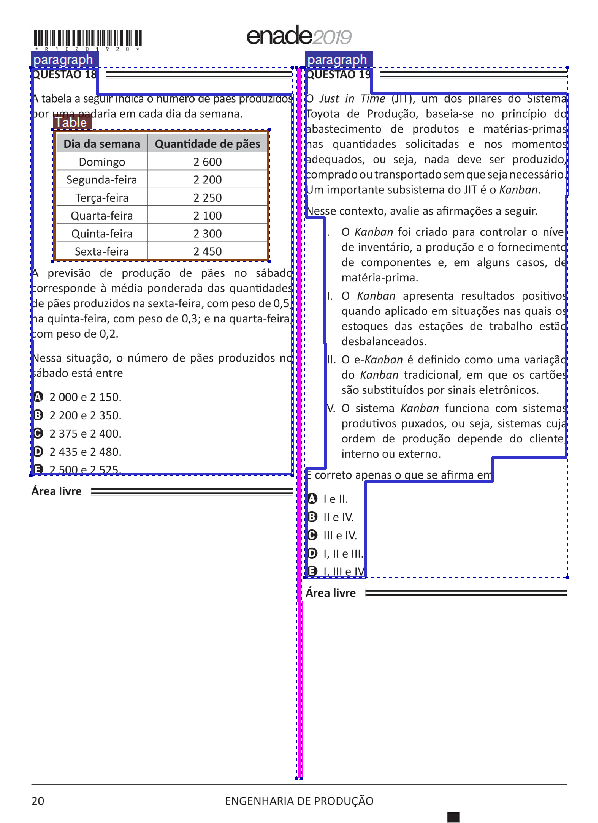 *R1020192O*
enade2019
paragraph
QUESTÃO 18
A tabela a seguir indica o número de pães produzidos
por uma padaria em cada dia da semana.
Table
Dia da semana Quantidade de pães
Domingo 2 600
Segunda-feira 2 200
Terça-feira 2 250
Quarta-feira 2 100
Quinta-feira 2 300
Sexta-feira 2 450
A previsão de produção de pães no sábado
corresponde à média ponderada das quantidades
de pães produzidos na sexta-feira, com peso de 0,5;
na quinta-feira, com peso de 0,3; e na quarta-feira,
com peso de 0,2.
Nessa situação, o número de pães produzidos no
sábado está entre
A 2 000 e 2 150.
B 2 200 e 2 350.
C 2 375 e 2 400.
D 2 435 e 2 480.
E 2 500 e 2 525.
Área livre
paragraph
QUESTÃO 19
O Just in Time (JIT), um dos pilares do Sistema
Toyota de Produção, baseia-se no princípio do
abastecimento de produtos e matérias-primas
nas quantidades solicitadas e nos momentos
adequados, ou seja, nada deve ser produzido,
comprado ou transportado sem que seja necessário.
Um importante subsistema do JIT é o Kanban.
Nesse contexto, avalie as afirmações a seguir.
I. O Kanban foi criado para controlar o nível
de inventário, a produção e o fornecimento
de componentes e, em alguns casos, de
matéria-prima.
II. O Kanban apresenta resultados positivos
quando aplicado em situações nas quais os
estoques das estações de trabalho estão
desbalanceados.
III. O e-Kanban é definido como uma variação
do Kanban tradicional, em que os cartões
são substituídos por sinais eletrônicos.
IV. O sistema Kanban funciona com sistemas
produtivos puxados, ou seja, sistemas cuja
ordem de produção depende do cliente,
interno ou externo.
É correto apenas o que se afirma em
A I e II.
B II e IV.
C III e IV.
D I, II e III.
E I, III e IV.
Área livre
20 ENGENHARIA DE PRODUÇÃO